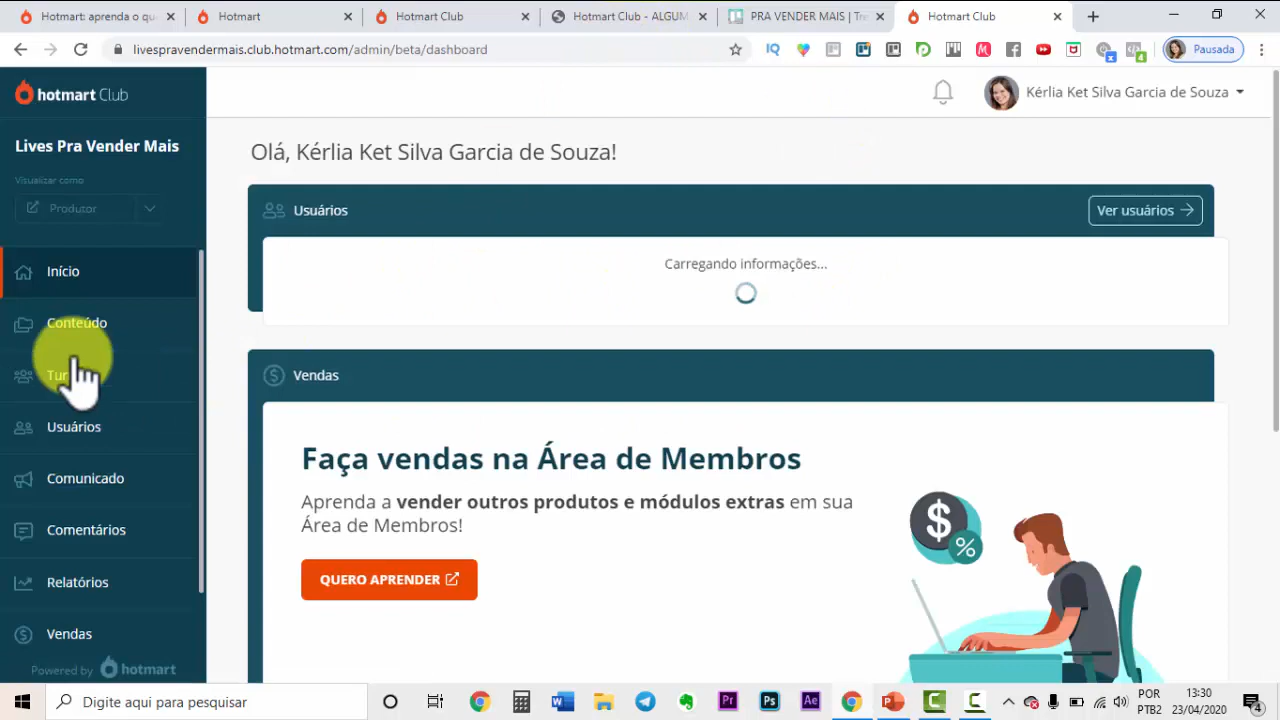 Hotmart: aprenda o qu
Hotmart
Hotmart Club
Hotmart Club - ALGUM
PRA VENDER MAIS | Tre
Hotmart Club
livespravendermais.club.hotmart.com/admin/beta/dashboard
Pausada
hotmart Club
Kérlia Ket Silva Garcia de Souza
Lives Pra Vender Mais
Visualizar como
Produtor
Olá, Kérlia Ket Silva Garcia de Souza!
Usuários
Ver usuários
Carregando informações...
Início
Conteúdo
Tur
Usuários
Comunicado
Comentários
Relatórios
Vendas
Vendas
Faça vendas na Área de Membros
Aprenda a vender outros produtos e módulos extras em sua
Área de Membros!
QUERO APRENDER
Powered by hotmart
Digite aqui para pesquisar
POR
PTB2
13:30
23/04/2020
4